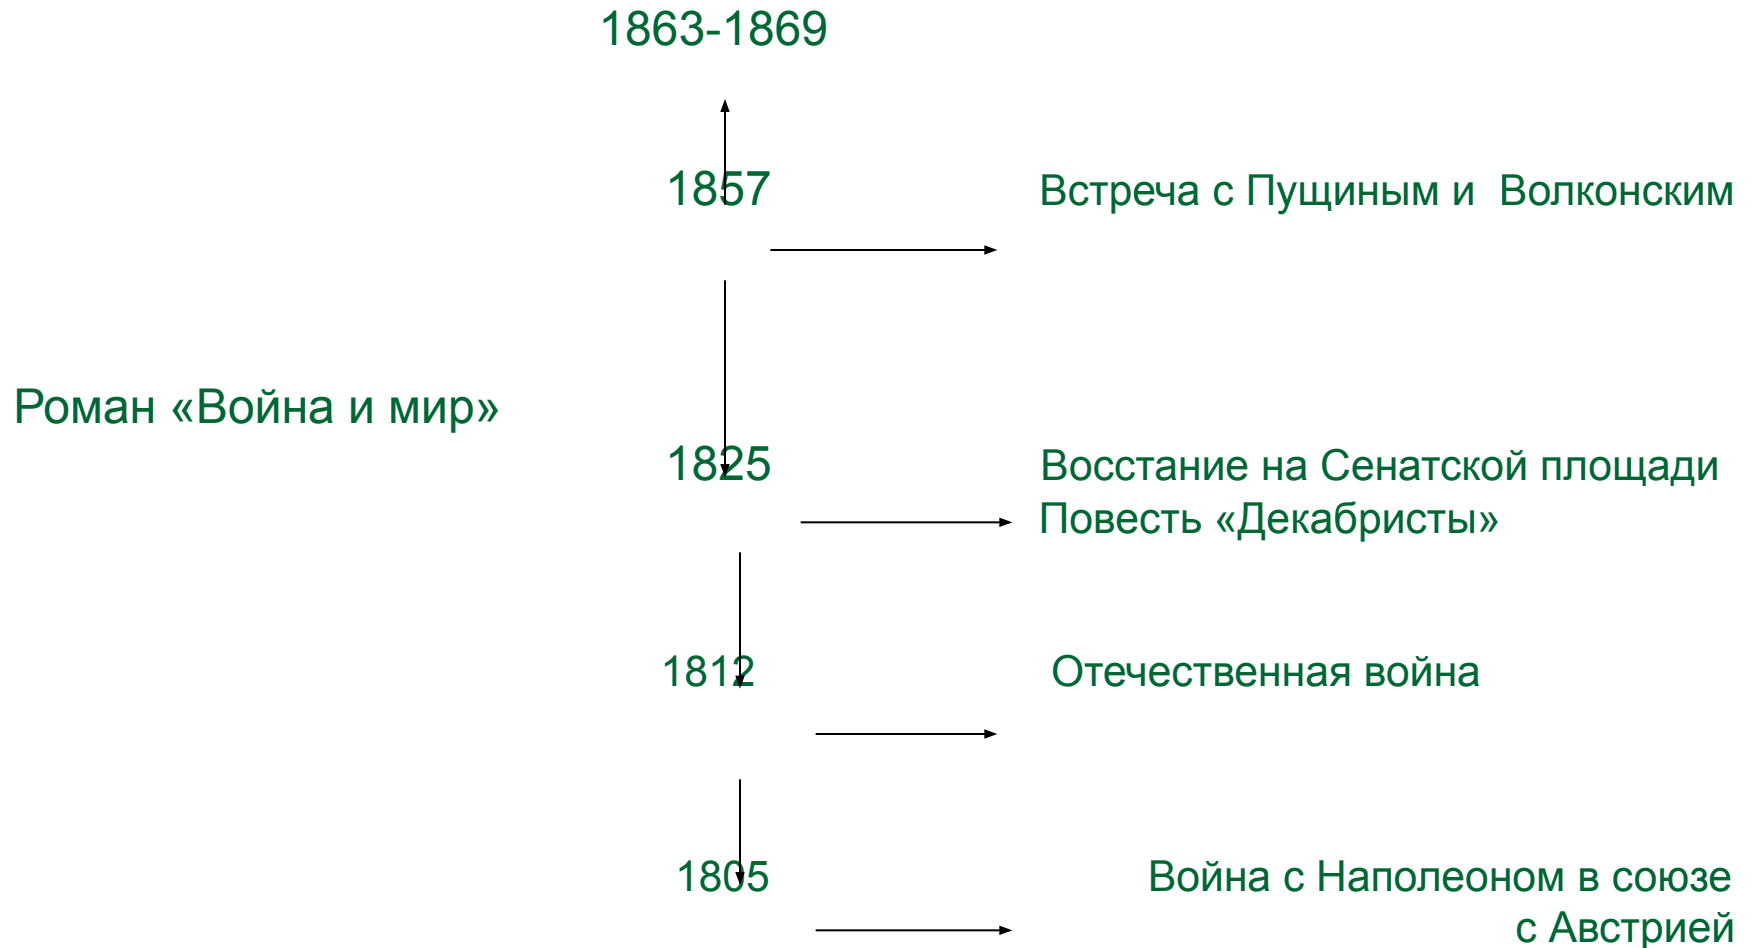 1863-1869
1857
Встреча с Пущиным и Волконским
Роман «Война и мир»
1825
Восстание на Сенатской площади
Повесть «Декабристы»
1812
Отечественная война
1805
Война с Наполеоном в союзе
с Австрией